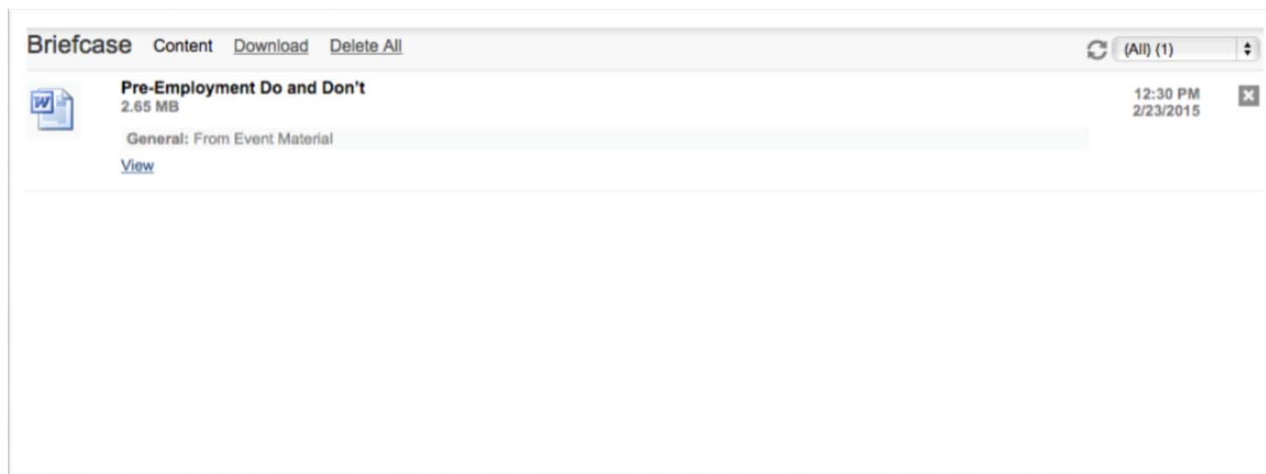 Briefcase Content Download Delete All (All) (1)
Pre-Employment Do and Don't
2.65 MB
12:30 PM
2/23/2015
General: From Event Material
View